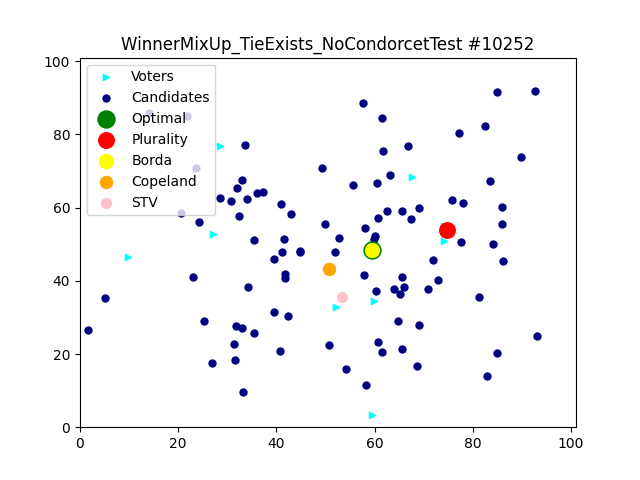 WinnerMixUp_TieExists_NoCondorcetTest #10252
100
80
60
40
20
0
Voters
Candidates
Optimal
Plurality
Borda
Copeland
STV
0 20 40 60 80 100